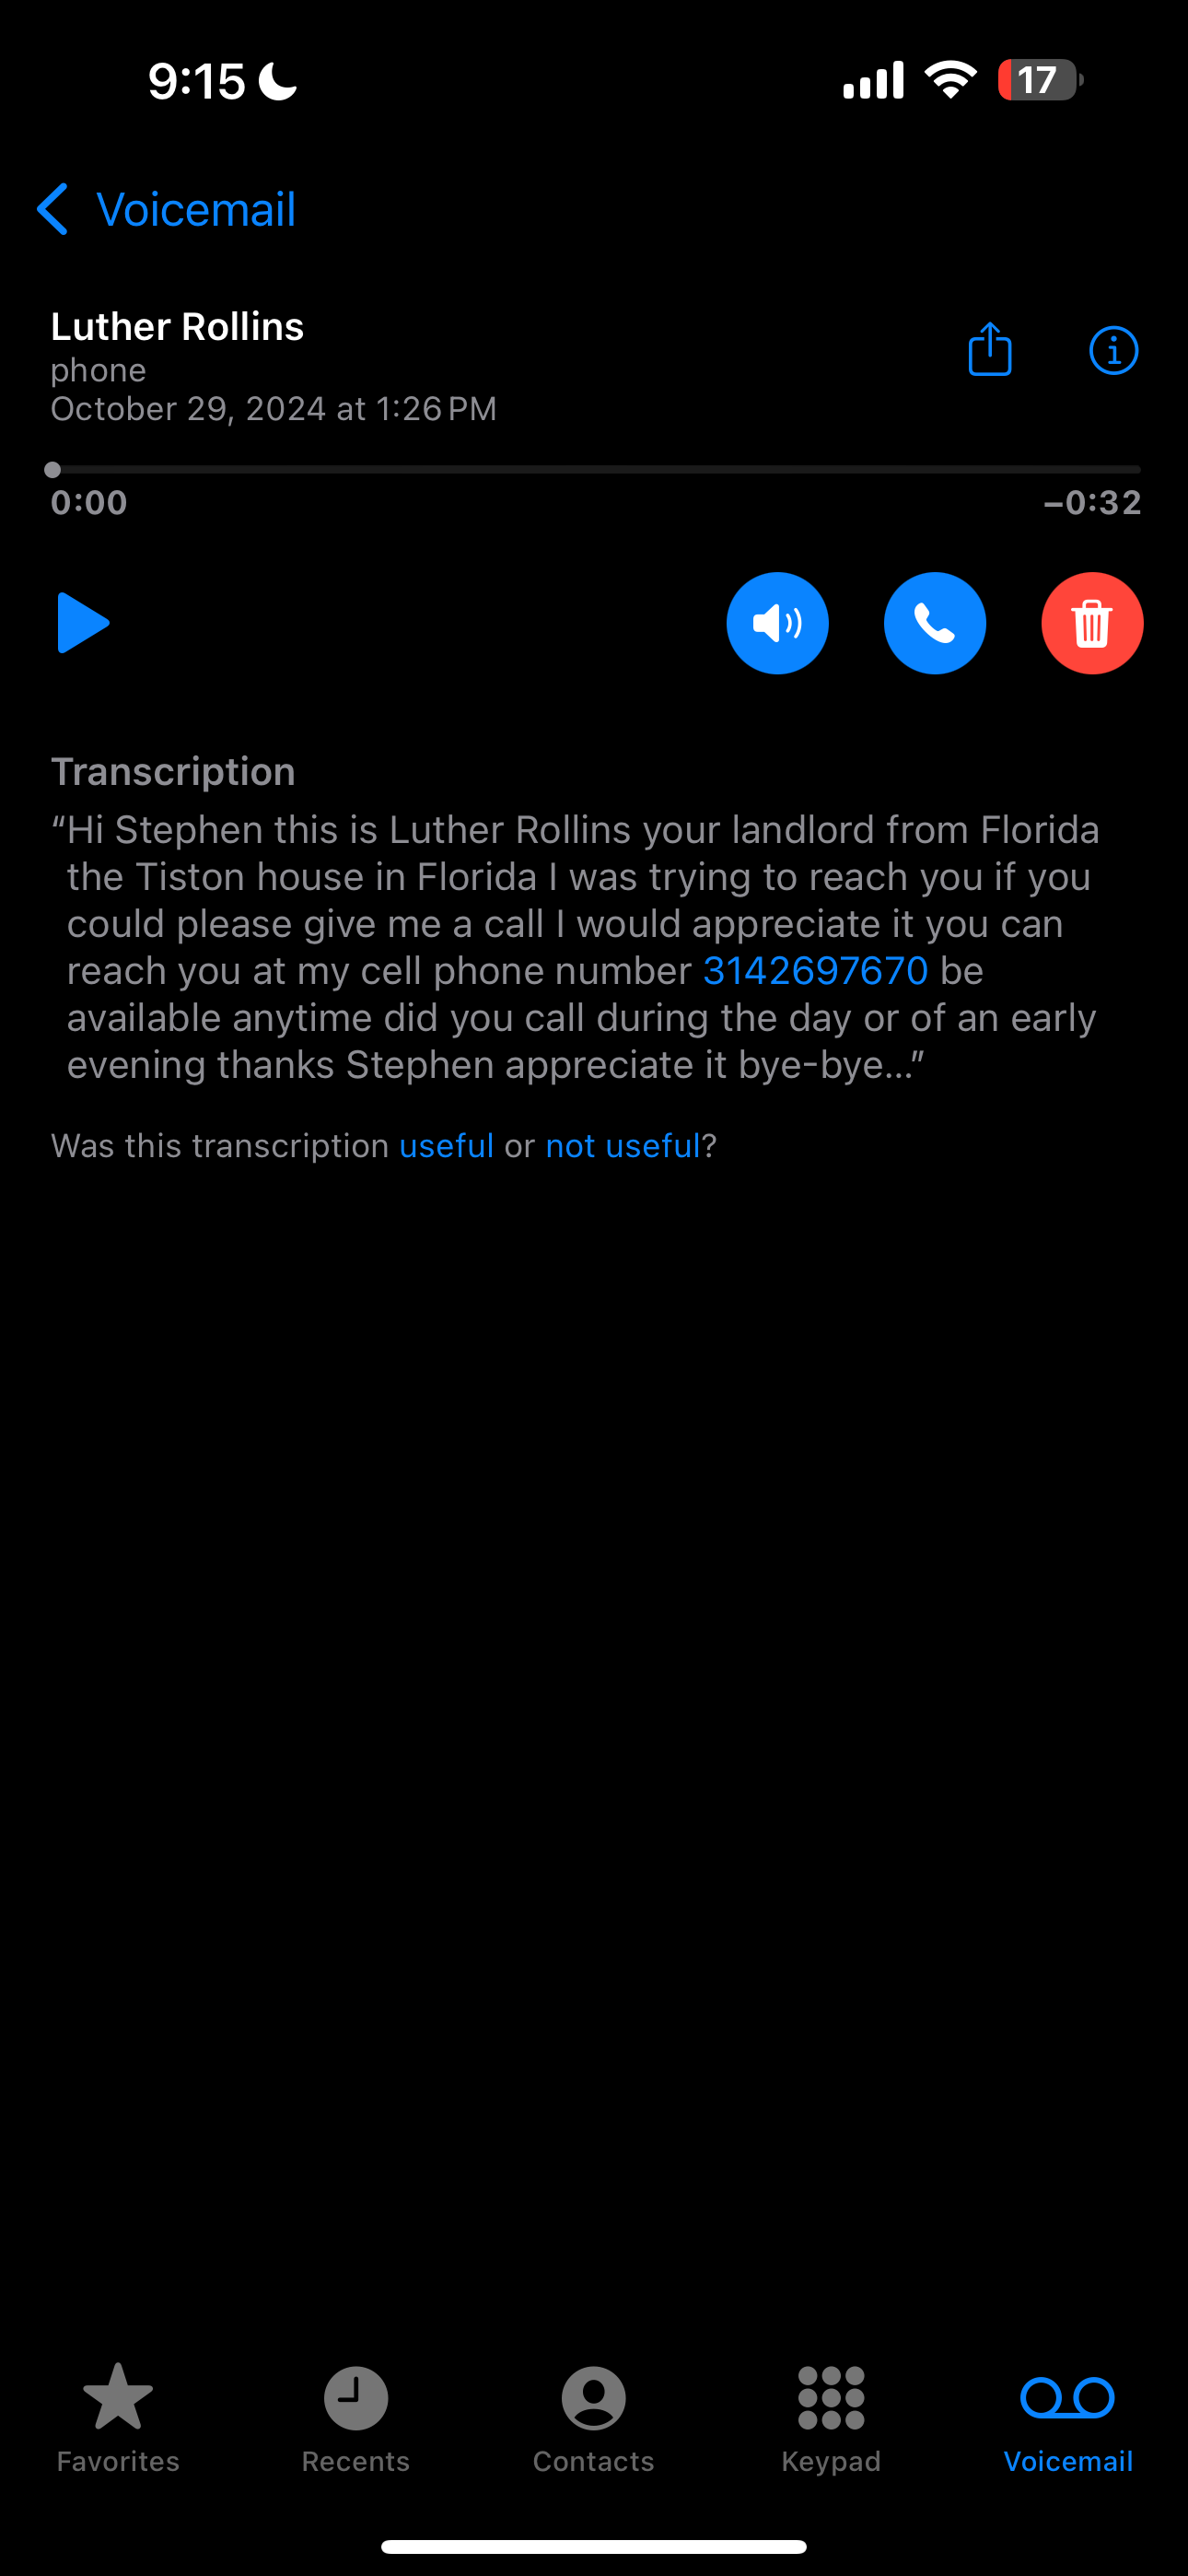 9:15
17
Voicemail
Luther Rollins
phone
October 29, 2024 at 1:26 PM
0:00
–0:32
Transcription
“Hi Stephen this is Luther Rollins your landlord from Florida
the Tiston house in Florida I was trying to reach you if you
could please give me a call I would appreciate it you can
reach you at my cell phone number 3142697670 be
available anytime did you call during the day or of an early
evening thanks Stephen appreciate it bye-bye...”
Was this transcription useful or not useful?
Favorites
Recents
Contacts
Keypad
Voicemail